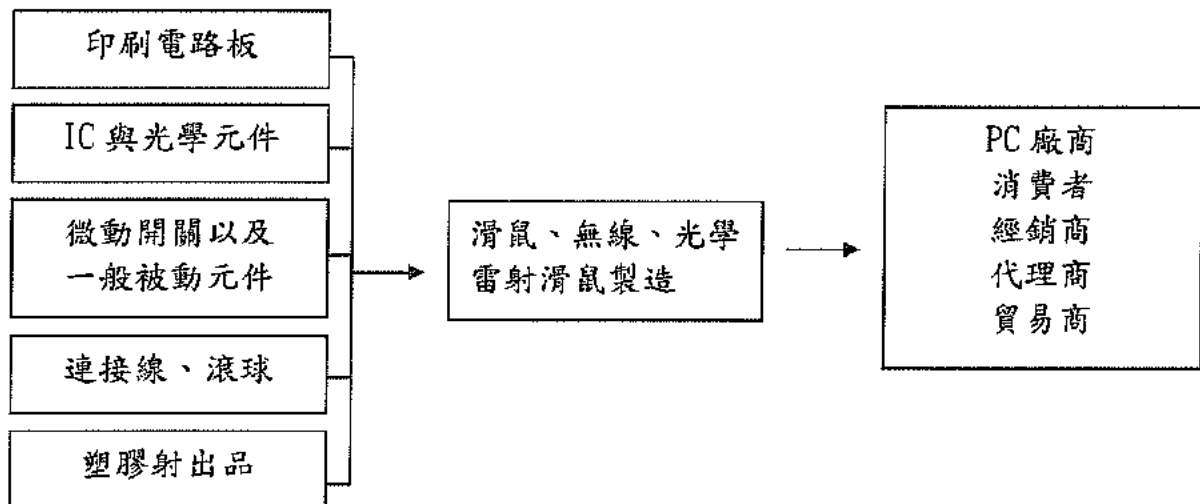 印刷電路板
IC與光學元件
微動開關以及
一般被動元件
連接線、滾球
塑膠射出品
滑鼠、無線、光學
雷射滑鼠製造
PC廠商
消費者
經銷商
代理商
貿易商